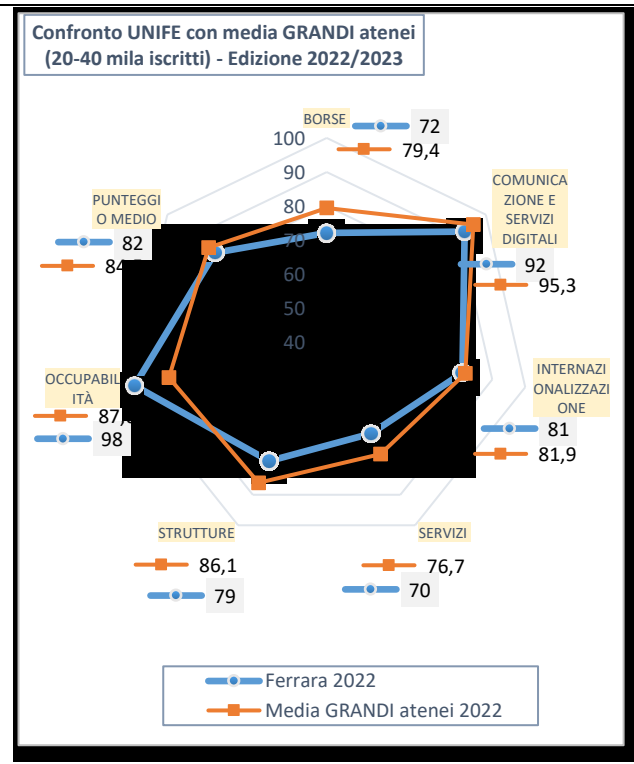 Confronto UNIFE con media GRANDI atenei
(20-40 mila iscritti) - Edizione 2022/2023
BORSE
72
79,4
100
90
80
70
60
50
40
COMUNICA
ZIONE E
SERVIZI
DIGITALI
92
95,3
INTERNAZI
ONALIZZAZI
ONE
81
81,9
SERVIZI
76,7
70
STRUTTURE
86,1
79
OCCUPABIL
ITÀ
98
PUNTEGGI
O MEDIO
82
Ferrara 2022
Media GRANDI atenei 2022